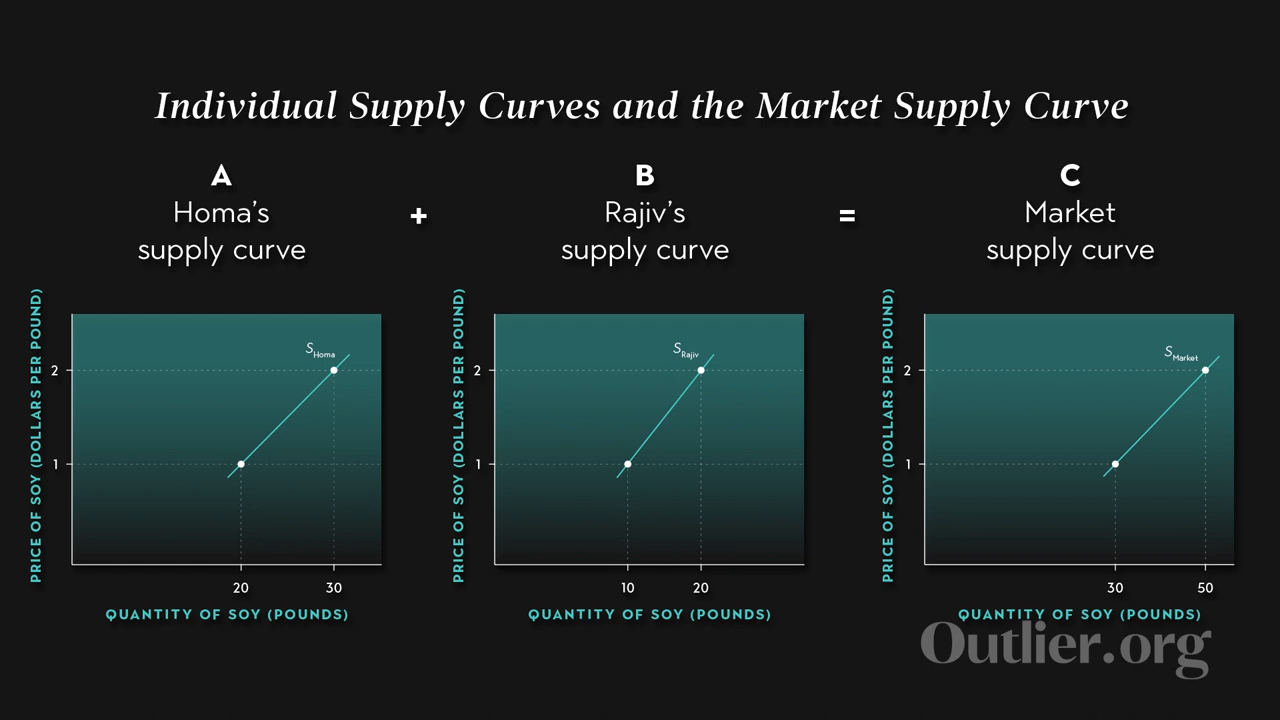 Individual Supply Curves and the Market Supply Curve
A
Homa's
supply curve
+
B
Rajiv's
supply curve
=
C
Market
supply curve
PRICE OF SOY (DOLLARS PER POUND)
2
1
S Homa
20 30
QUANTITY OF SOY (POUNDS)
PRICE OF SOY (DOLLARS PER POUND)
2
1
S Rajiv
10 20
QUANTITY OF SOY (POUNDS)
PRICE OF SOY (DOLLARS PER POUND)
2
1
S Market
30 50
QUANTITY OF SOY (POUNDS)
Outlier.org